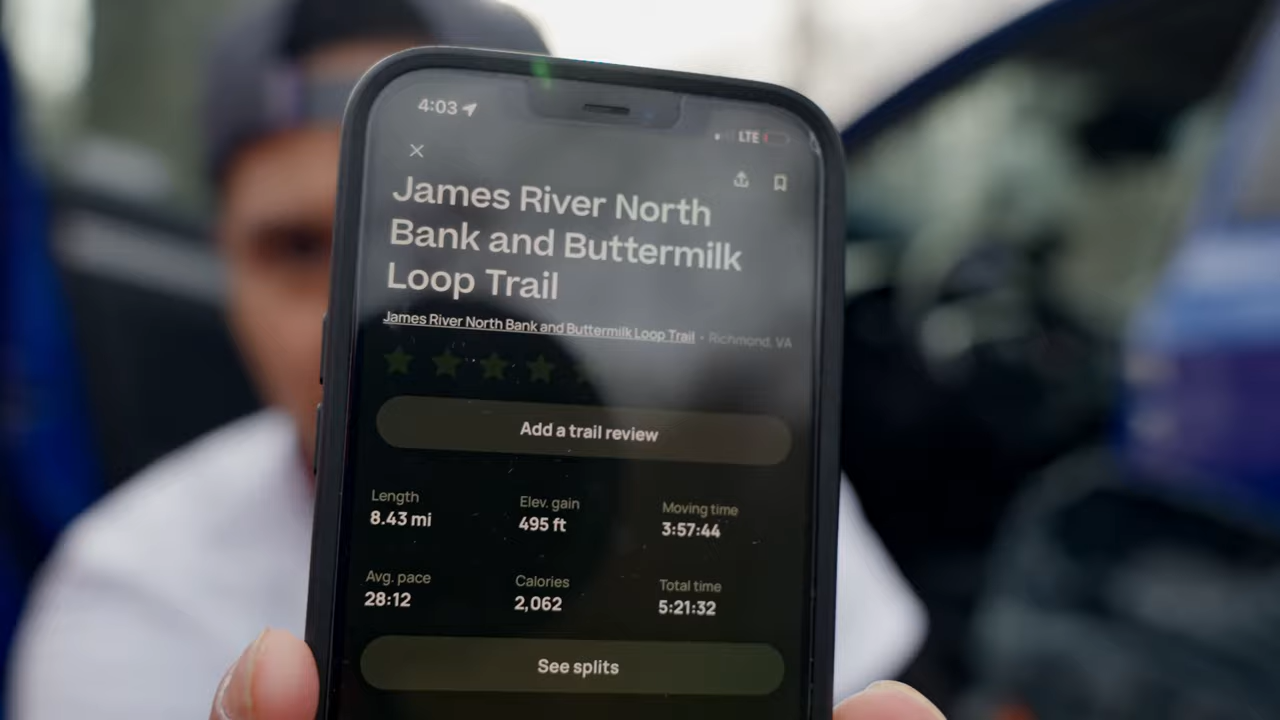 4:03
LTE
James River North
Bank and Buttermilk
Loop Trail
James River North Bank and Buttermilk Loop Trail • Richmond, VA
Add a trail review
Length Elev. gain Moving time
8.43 mi 495 ft 3:57:44
Avg. pace Calories Total time
28:12 2,062 5:21:32
See splits